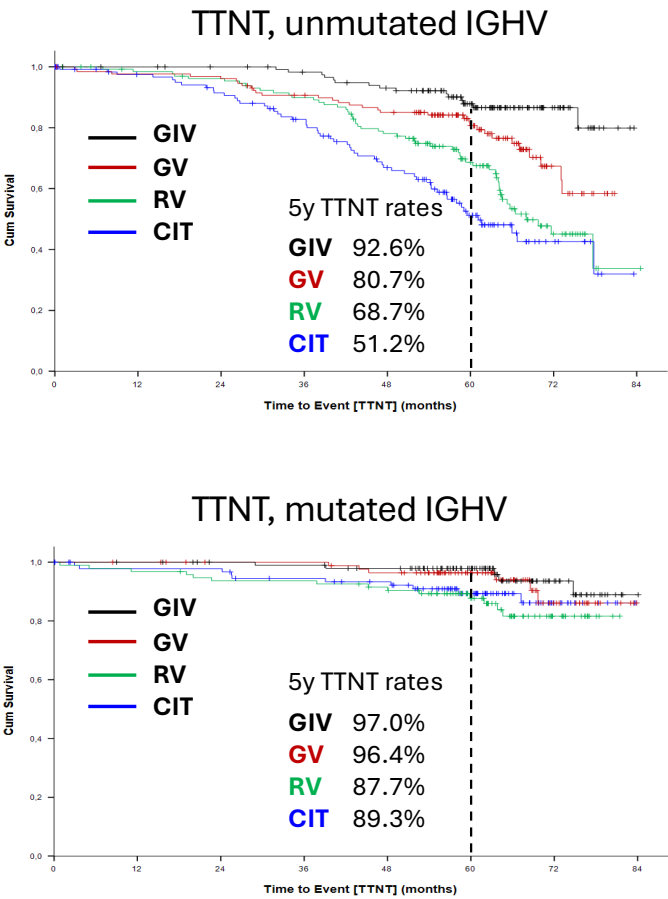 TTNT, unmutated IGHV
1,0
0,8
0,6
0,4
0,2
0,0
Cum Survival
GIV
GV
RV
CIT
5y TTNT rates
GIV 92.6%
GV 80.7%
RV 68.7%
CIT 51.2%
0 12 24 36 48 60 72 84
Time to Event [TTNT] (months)
TTNT, mutated IGHV
1,0
0,8
0,6
0,4
0,2
0,0
Cum Survival
GIV
GV
RV
CIT
5y TTNT rates
GIV 97.0%
GV 96.4%
RV 87.7%
CIT 89.3%
0 12 24 36 48 60 72 84
Time to Event [TTNT] (months)